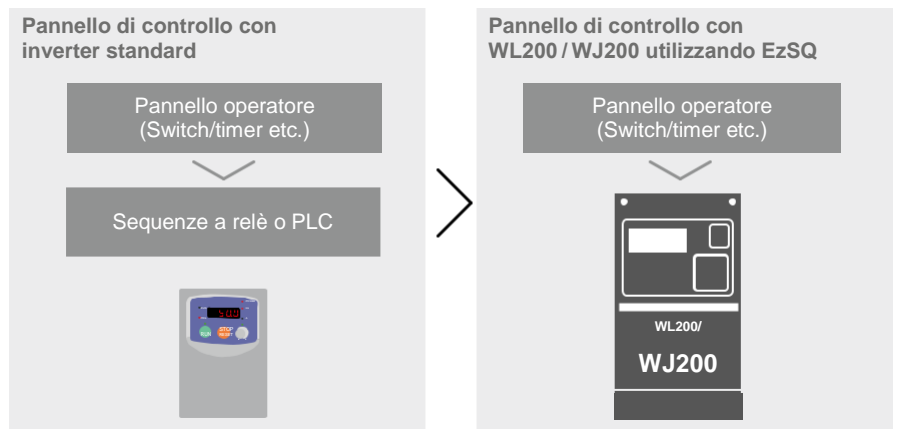 Pannello di controllo con
inverter standard
Pannello operatore
(Switch/timer etc.)
Sequenze a relè o PLC
STOP
Pannello di controllo con
WL200 / WJ200 utilizzando EzSQ
Pannello operatore
(Switch/timer etc.)
WL200/
WJ200